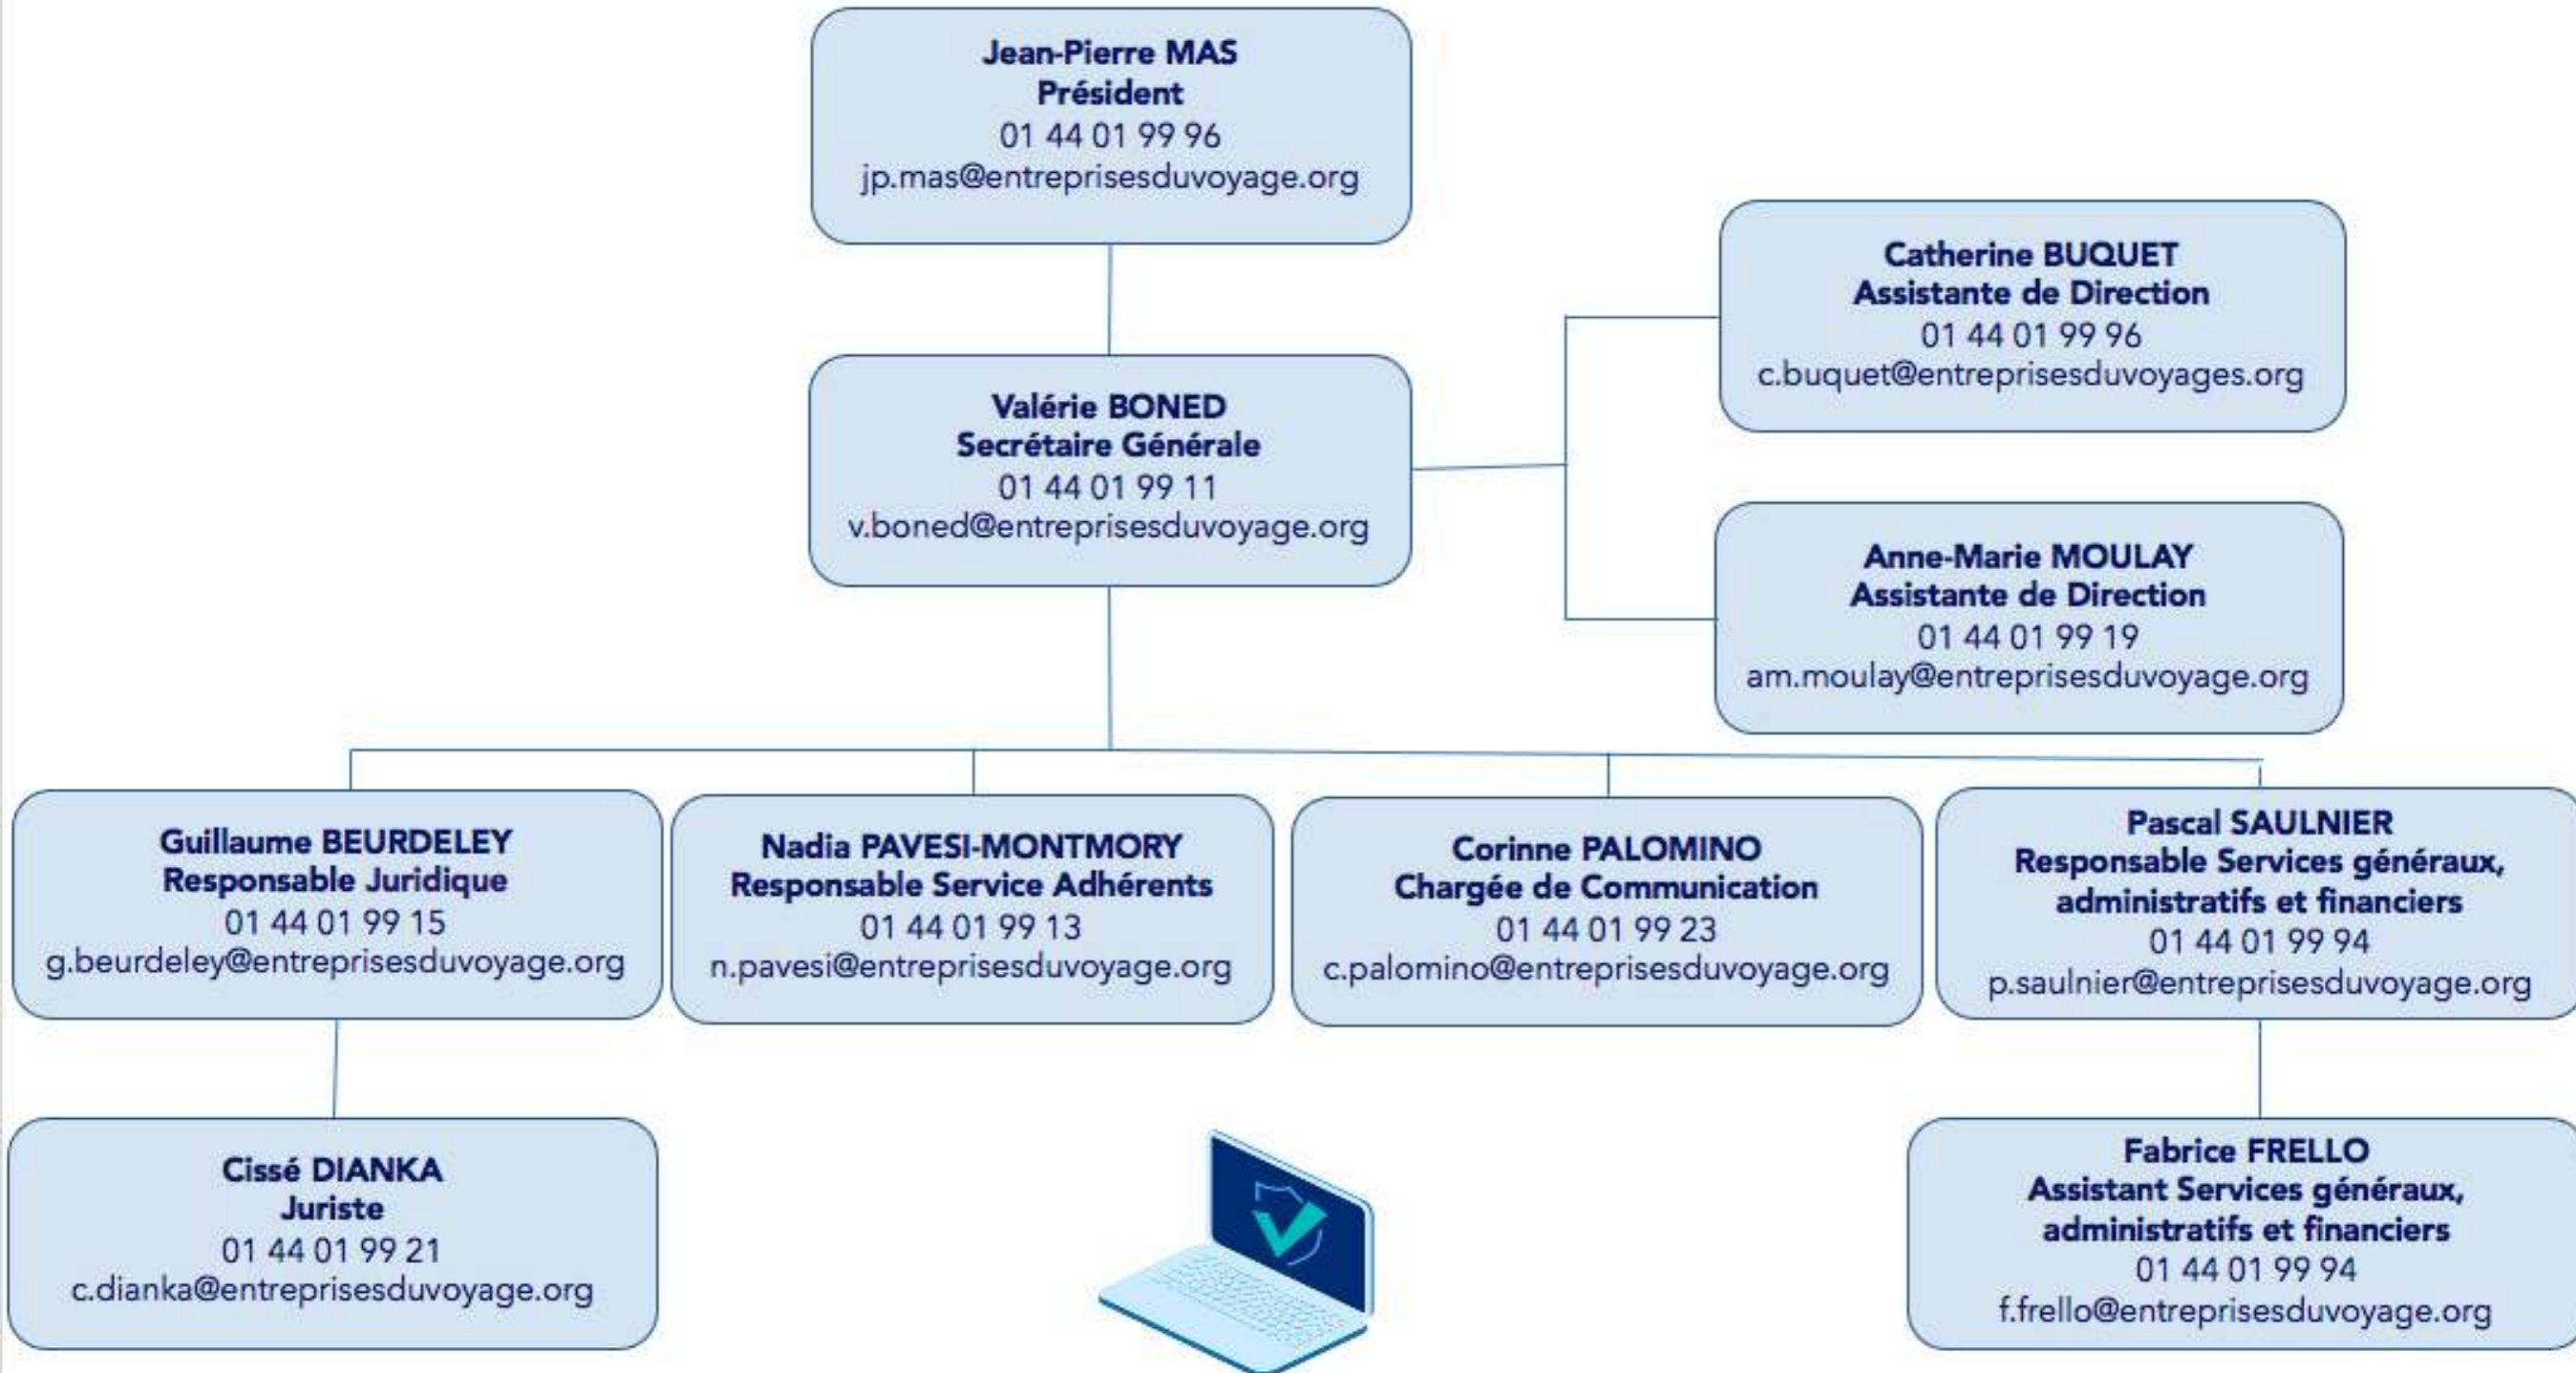 Jean-Pierre MAS
Président
01 44 01 99 96
jp.mas@entreprisesduvoyage.org
Catherine BUQUET
Assistante de Direction
01 44 01 99 96
c.buquet@entreprisesduvoyages.org
Valérie BONED
Secrétaire Générale
01 44 01 99 11
v.boned@entreprisesduvoyage.org
Anne-Marie MOULAY
Assistante de Direction
01 44 01 99 19
am.moulay@entreprisesduvoyage.org
Guillaume BEURDELEY
Responsable Juridique
01 44 01 99 15
g.beurdeley@entreprisesduvoyage.org
Nadia PAVESI-MONTMORY
Responsable Service Adhérents
01 44 01 99 13
n.pavesi@entreprisesduvoyage.org
Corinne PALOMINO
Chargée de Communication
01 44 01 99 23
c.palomino@entreprisesduvoyage.org
Pascal SAULNIER
Responsable Services généraux,
administratifs et financiers
01 44 01 99 94
p.saulnier@entreprisesduvoyage.org
Cissé DIANKA
Juriste
01 44 01 99 21
c.dianka@entreprisesduvoyage.org
Fabrice FRELLO
Assistant Services généraux,
administratifs et financiers
01 44 01 99 94
f.frello@entreprisesduvoyage.org